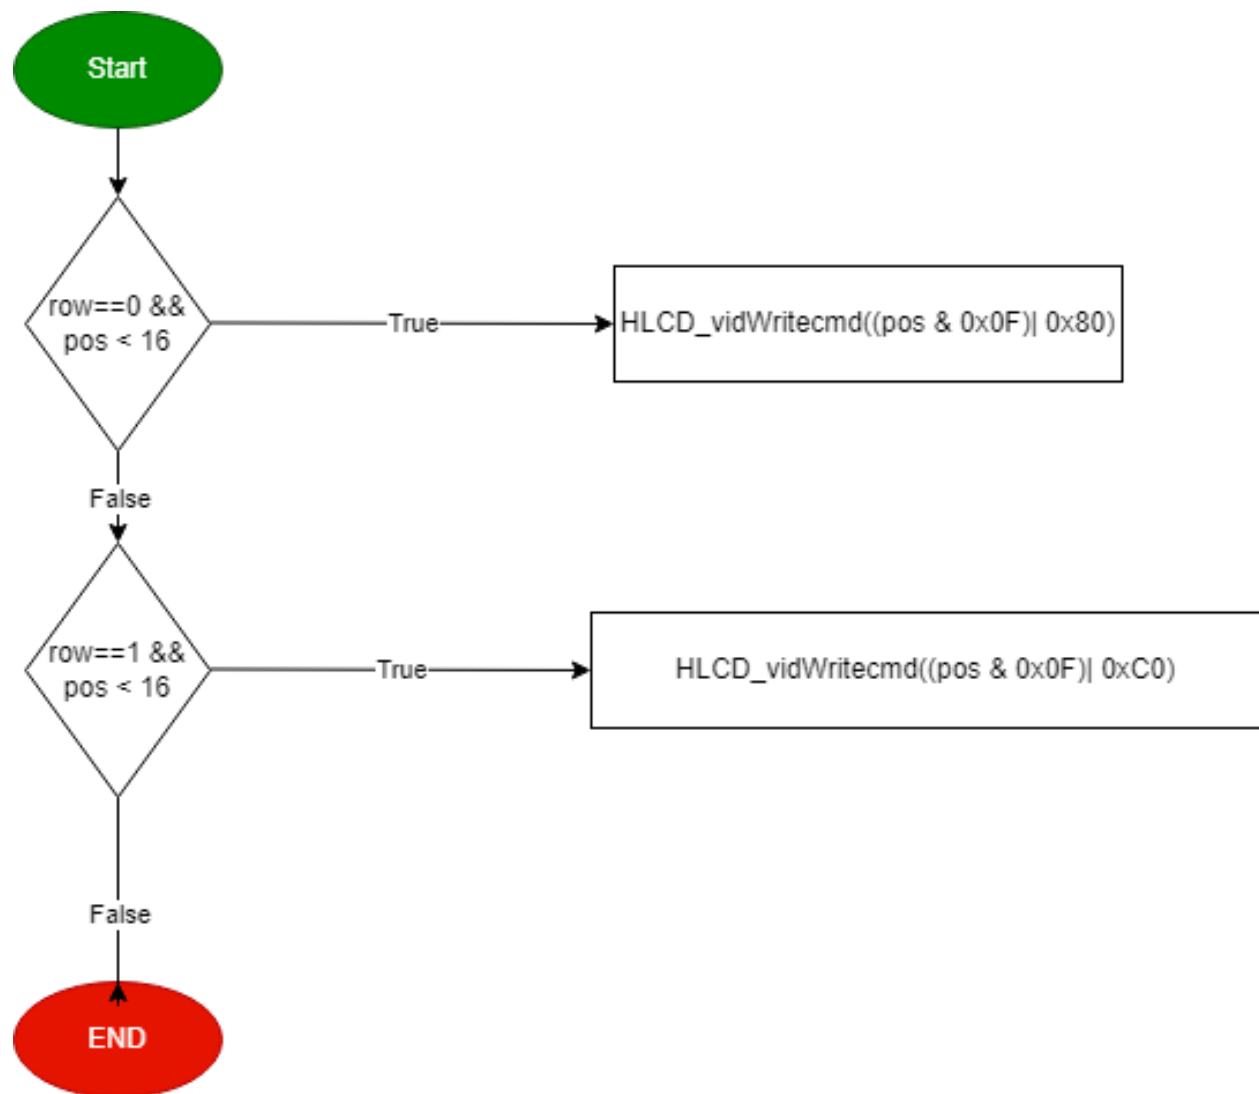 Start
row==0 &&
pos < 16
True
HLCD_vidWritecmd((pos & 0x0F)| 0x80)
False
row==1 &&
pos < 16
True
HLCD_vidWritecmd((pos & 0x0F)| 0xC0)
False
END